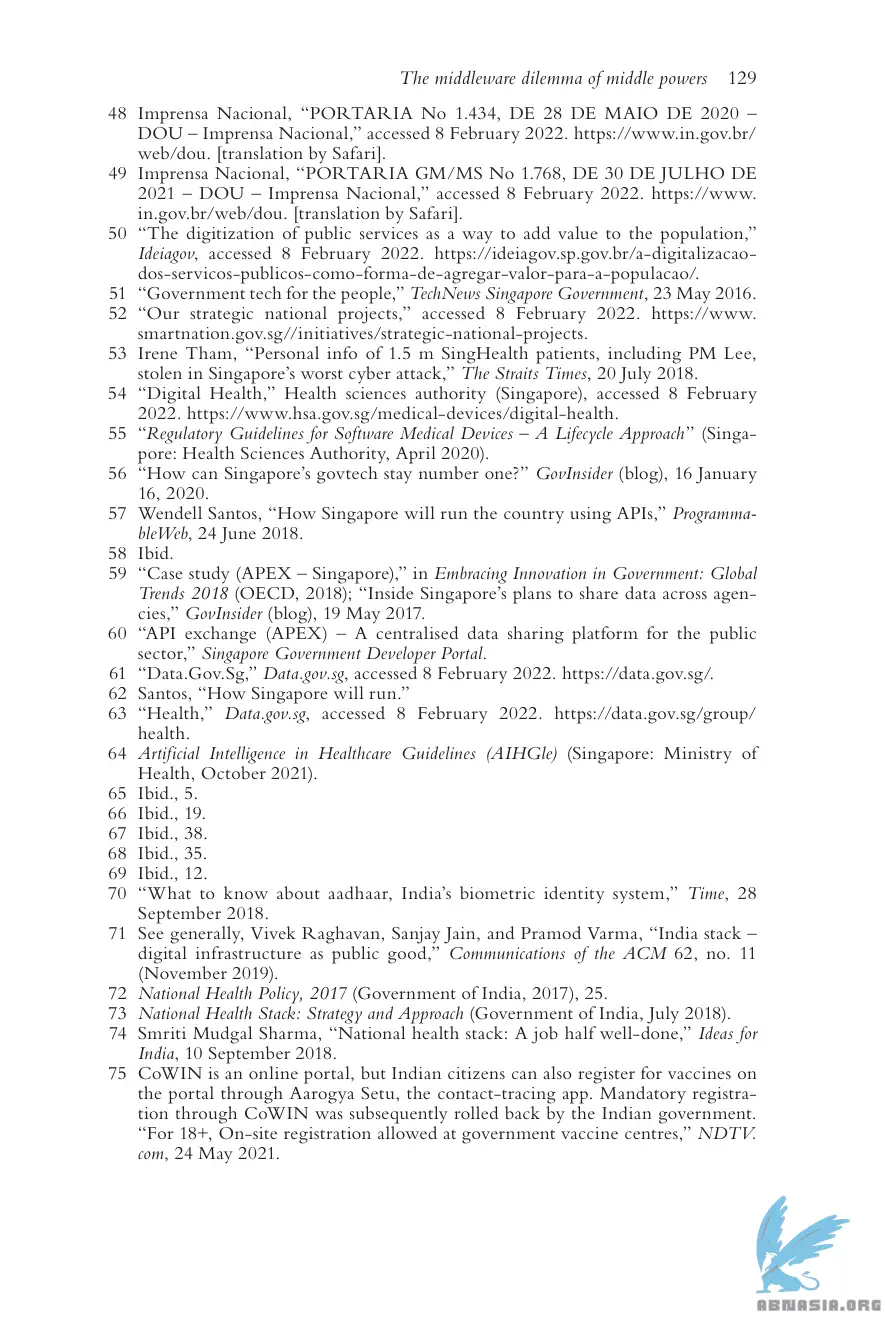 The middleware dilemma of middle powers 129
48 Imprensa Nacional, “PORTARIA No 1.434, DE 28 DE MAIO DE 2020 –
DOU – Imprensa Nacional,” accessed 8 February 2022. https://www.in.gov.br/
web/dou. [translation by Safari].
49 Imprensa Nacional, “PORTARIA GM/MS No 1.768, DE 30 DE JULHO DE
2021 – DOU – Imprensa Nacional,” accessed 8 February 2022. https://www.
in.gov.br/web/dou. [translation by Safari].
50 “The digitization of public services as a way to add value to the population,”
Ideiagov, accessed 8 February 2022. https://ideiagov.sp.gov.br/a-digitalizacao-
dos-servicos-publicos-como-forma-de-agregar-valor-para-a-populacao/.
51 “Government tech for the people,” TechNews Singapore Government, 23 May 2016.
52 “Our strategic national projects,” accessed 8 February 2022. https://www.
smartnation.gov.sg//initiatives/strategic-national-projects.
53 Irene Tham, “Personal info of 1.5 m SingHealth patients, including PM Lee,
stolen in Singapore’s worst cyber attack,” The Straits Times, 20 July 2018.
54 “Digital Health,” Health sciences authority (Singapore), accessed 8 February
2022. https://www.hsa.gov.sg/medical-devices/digital-health.
55 “Regulatory Guidelines for Software Medical Devices – A Lifecycle Approach” (Singa-
pore: Health Sciences Authority, April 2020).
56 “How can Singapore’s govtech stay number one?” GovInsider (blog), 16 January
16, 2020.
57 Wendell Santos, “How Singapore will run the country using APIs,” Programma-
bleWeb, 24 June 2018.
58 Ibid.
59 “Case study (APEX – Singapore),” in Embracing Innovation in Government: Global
Trends 2018 (OECD, 2018); “Inside Singapore’s plans to share data across agen-
cies,” GovInsider (blog), 19 May 2017.
60 “API exchange (APEX) – A centralised data sharing platform for the public
sector,” Singapore Government Developer Portal.
61 “Data.Gov.Sg,” Data.gov.sg, accessed 8 February 2022. https://data.gov.sg/.
62 Santos, “How Singapore will run.”
63 “Health,” Data.gov.sg, accessed 8 February 2022. https://data.gov.sg/group/
health.
64 Artificial Intelligence in Healthcare Guidelines (AIHGle) (Singapore: Ministry of
Health, October 2021).
65 Ibid., 5.
66 Ibid., 19.
67 Ibid., 38.
68 Ibid., 35.
69 Ibid., 12.
70 “What to know about aadhaar, India’s biometric identity system,” Time, 28
September 2018.
71 See generally, Vivek Raghavan, Sanjay Jain, and Pramod Varma, “India stack –
digital infrastructure as public good,” Communications of the ACM 62, no. 11
(November 2019).
72 National Health Policy, 2017 (Government of India, 2017), 25.
73 National Health Stack: Strategy and Approach (Government of India, July 2018).
74 Smriti Mudgal Sharma, “National health stack: A job half well-done,” Ideas for
India, 10 September 2018.
75 CoWIN is an online portal, but Indian citizens can also register for vaccines on
the portal through Aarogya Setu, the contact-tracing app. Mandatory registra-
tion through CoWIN was subsequently rolled back by the Indian government.
“For 18+, On-site registration allowed at government vaccine centres,” NDTV.
com, 24 May 2021.
ABNASIA.ORG